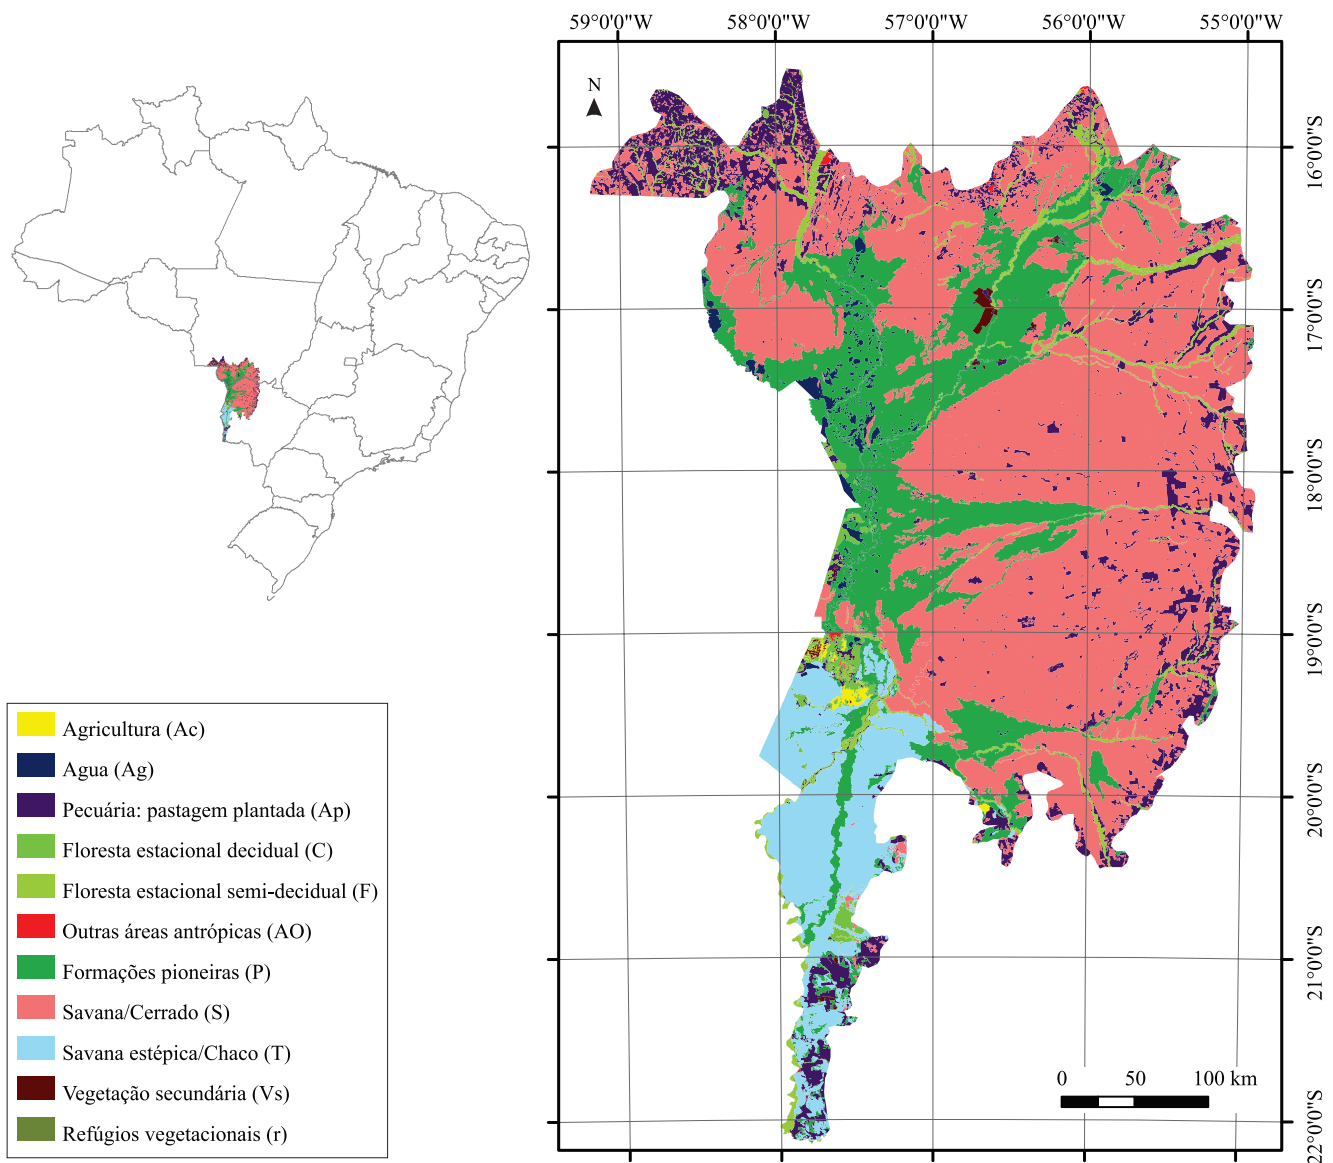 59°0'0"W 58°0'0"W 57°0'0"W 56°0'0"W 55°0'0"W
N
16°0'0"S
17°0'0"S
18°0'0"S
19°0'0"S
20°0'0"S
21°0'0"S
22°0'0"S
Agricultura (Ac)
Agua (Ag)
Pecuária: pastagem plantada (Ap)
Floresta estacional decidual (C)
Floresta estacional semi-decidual (F)
Outras áreas antrópicas (AO)
Formações pioneiras (P)
Savana/Cerrado (S)
Savana estépica/Chaco (T)
Vegetação secundária (Vs)
Refúgios vegetacionais (r)
0 50 100 km